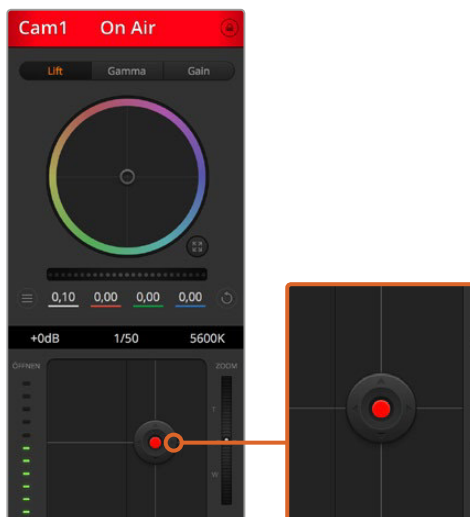 Cam1 On Air
Lift Gamma Gain
0,10 0,00 0,00 0,00
+0dB 1/50 5600K
ÖFFNEN ZOOM
T
W